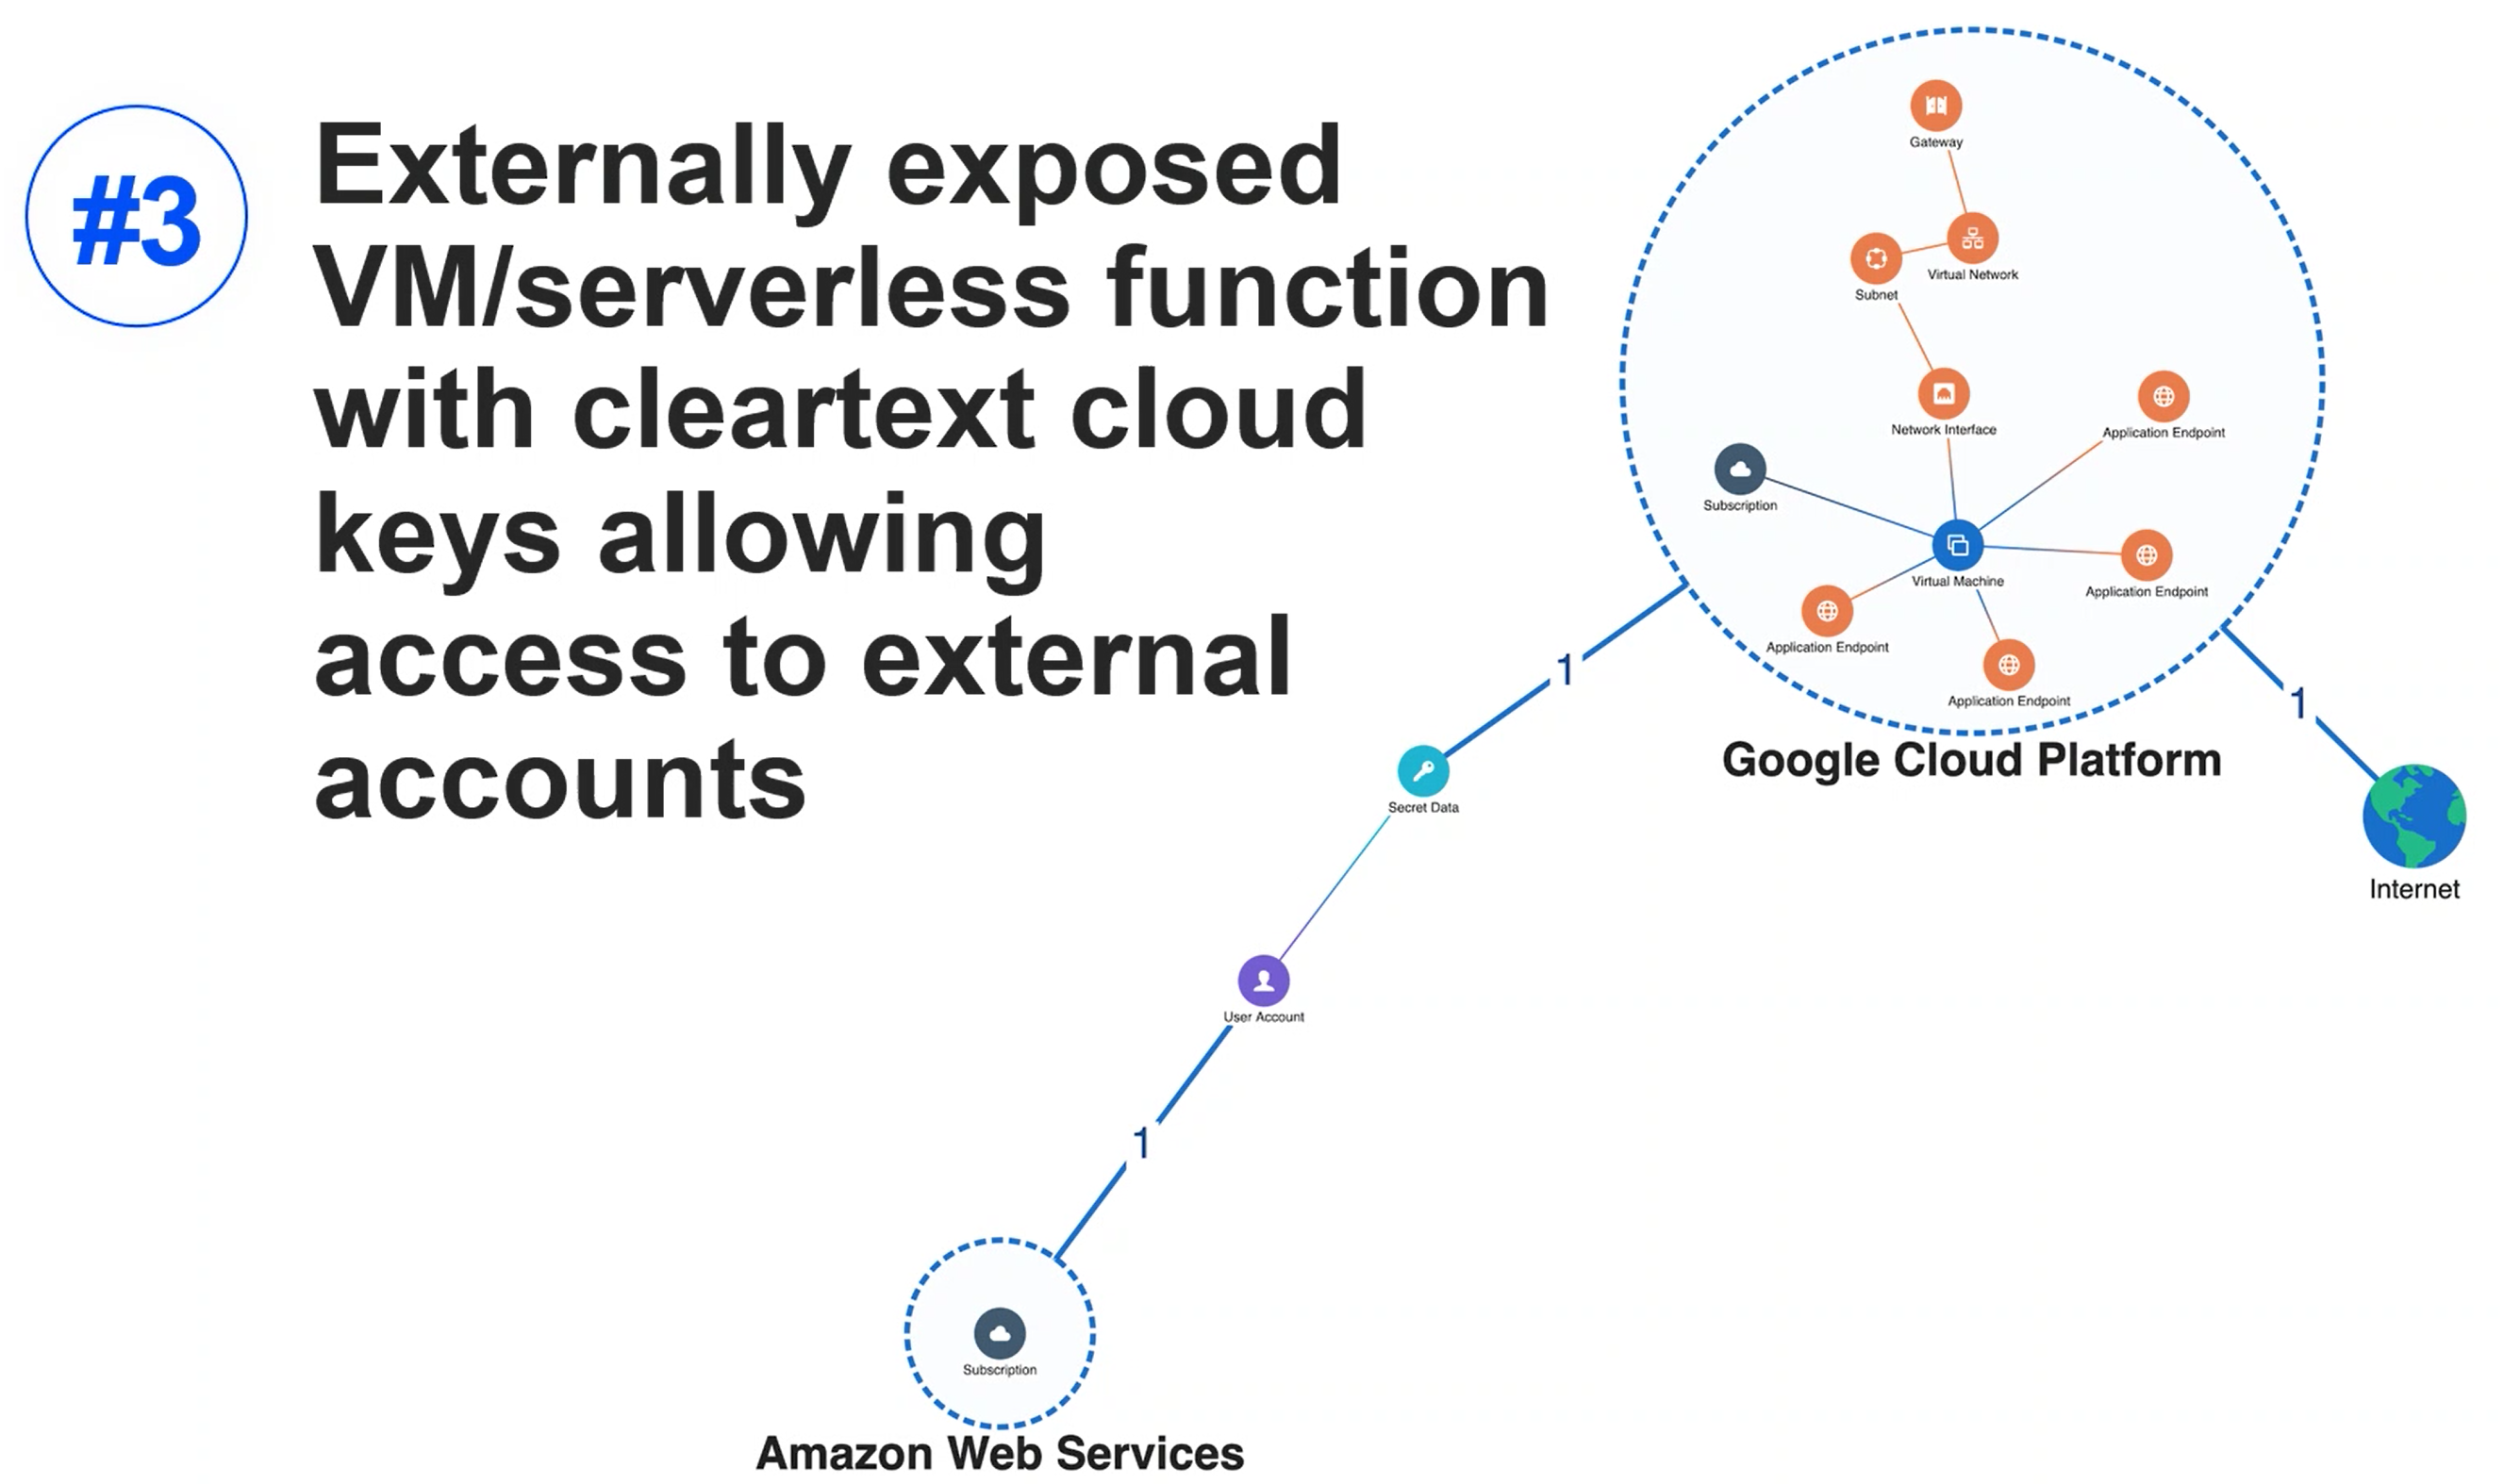 #3
Externally exposed
VM/serverless function
with cleartext cloud
keys allowing
access to external
accounts
Gateway
Virtual Network
Subnet
Network Interface
Application Endpoint
Subscription
Virtual Machine
Application Endpoint
Application Endpoint
Application Endpoint
1
1
Google Cloud Platform
Secret Data
Internet
User Account
1
Subscription
Amazon Web Services